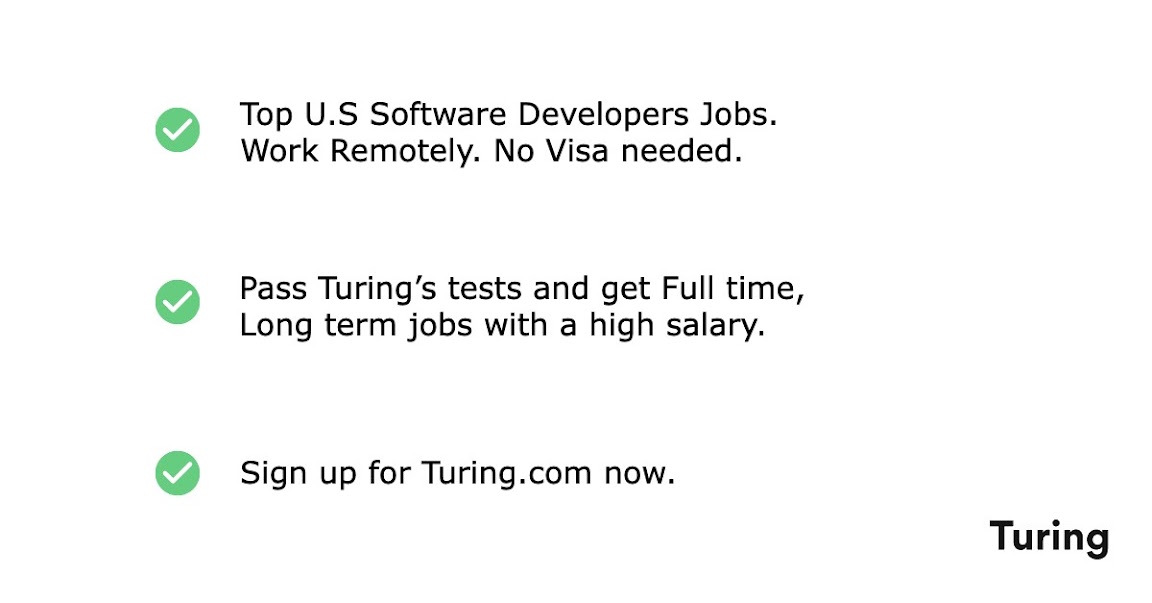 Top U.S Software Developers Jobs.
Work Remotely. No Visa needed.
Pass Turing’s tests and get Full time,
Long term jobs with a high salary.
Sign up for Turing.com now.
Turing